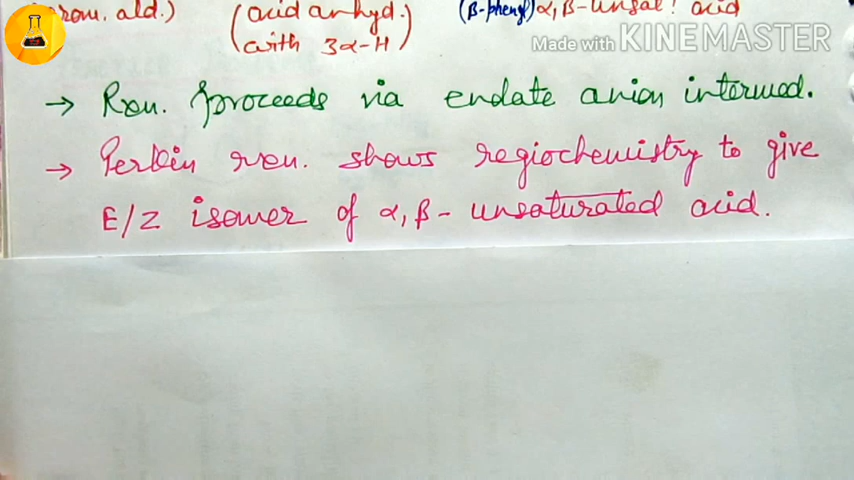 rom. ald.) (acid anhyd. (β-phenyl) α,β-unsat. acid
with 3α-H)
Made with KINEMASTER
→ Rxn. proceeds via enolate anion intermed.
→ Perkin rxn. shows regiochemistry to give
E/Z isomer of α,β-unsaturated acid.